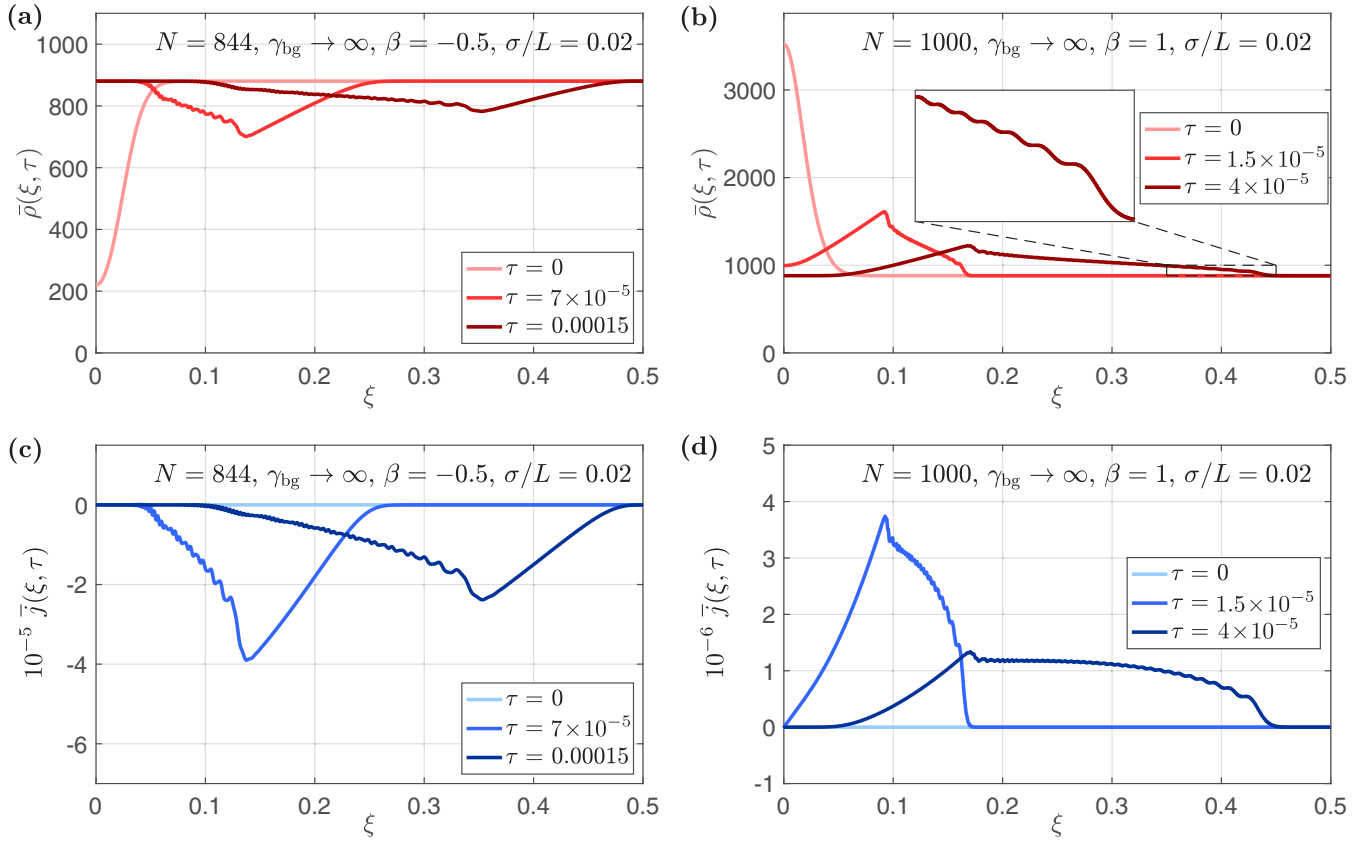 (a)
N = 844, γ_bg → ∞, β = −0.5, σ/L = 0.02
ρ̄(ξ, τ)
1000
800
600
400
200
0
τ = 0
τ = 7×10⁻⁵
τ = 0.00015
0 0.1 0.2 0.3 0.4 0.5
ξ
(b)
N = 1000, γ_bg → ∞, β = 1, σ/L = 0.02
ρ̄(ξ, τ)
3000
2000
1000
0
τ = 0
τ = 1.5×10⁻⁵
τ = 4×10⁻⁵
0 0.1 0.2 0.3 0.4 0.5
ξ
(c)
N = 844, γ_bg → ∞, β = −0.5, σ/L = 0.02
10⁻⁵ j̄(ξ, τ)
0
-2
-4
-6
τ = 0
τ = 7×10⁻⁵
τ = 0.00015
0 0.1 0.2 0.3 0.4 0.5
ξ
(d)
N = 1000, γ_bg → ∞, β = 1, σ/L = 0.02
10⁻⁶ j̄(ξ, τ)
5
4
3
2
1
0
-1
τ = 0
τ = 1.5×10⁻⁵
τ = 4×10⁻⁵
0 0.1 0.2 0.3 0.4 0.5
ξ